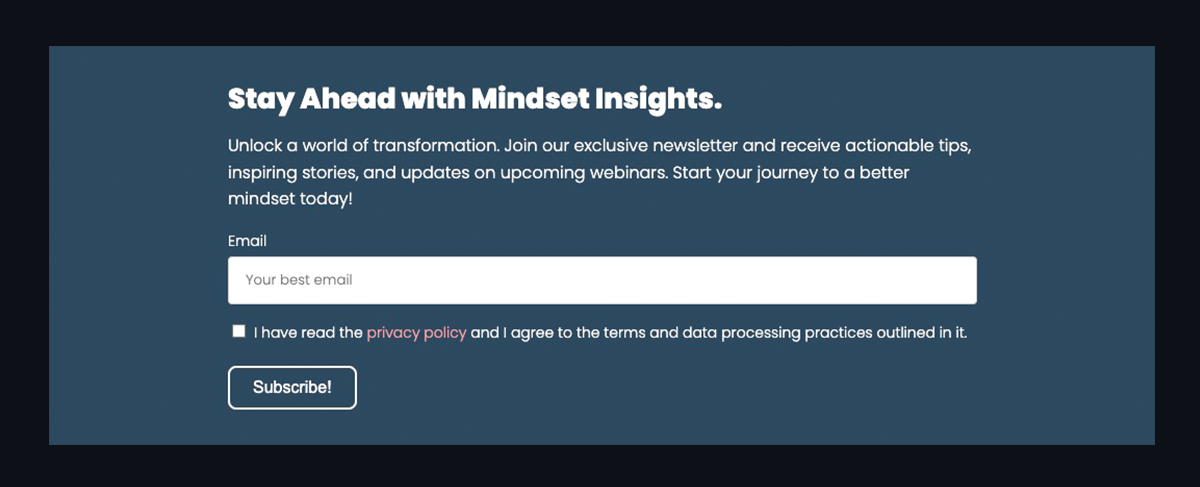 Stay Ahead with Mindset Insights.
Unlock a world of transformation. Join our exclusive newsletter and receive actionable tips,
inspiring stories, and updates on upcoming webinars. Start your journey to a better
mindset today!
Email
Your best email
I have read the privacy policy and I agree to the terms and data processing practices outlined in it.
Subscribe!